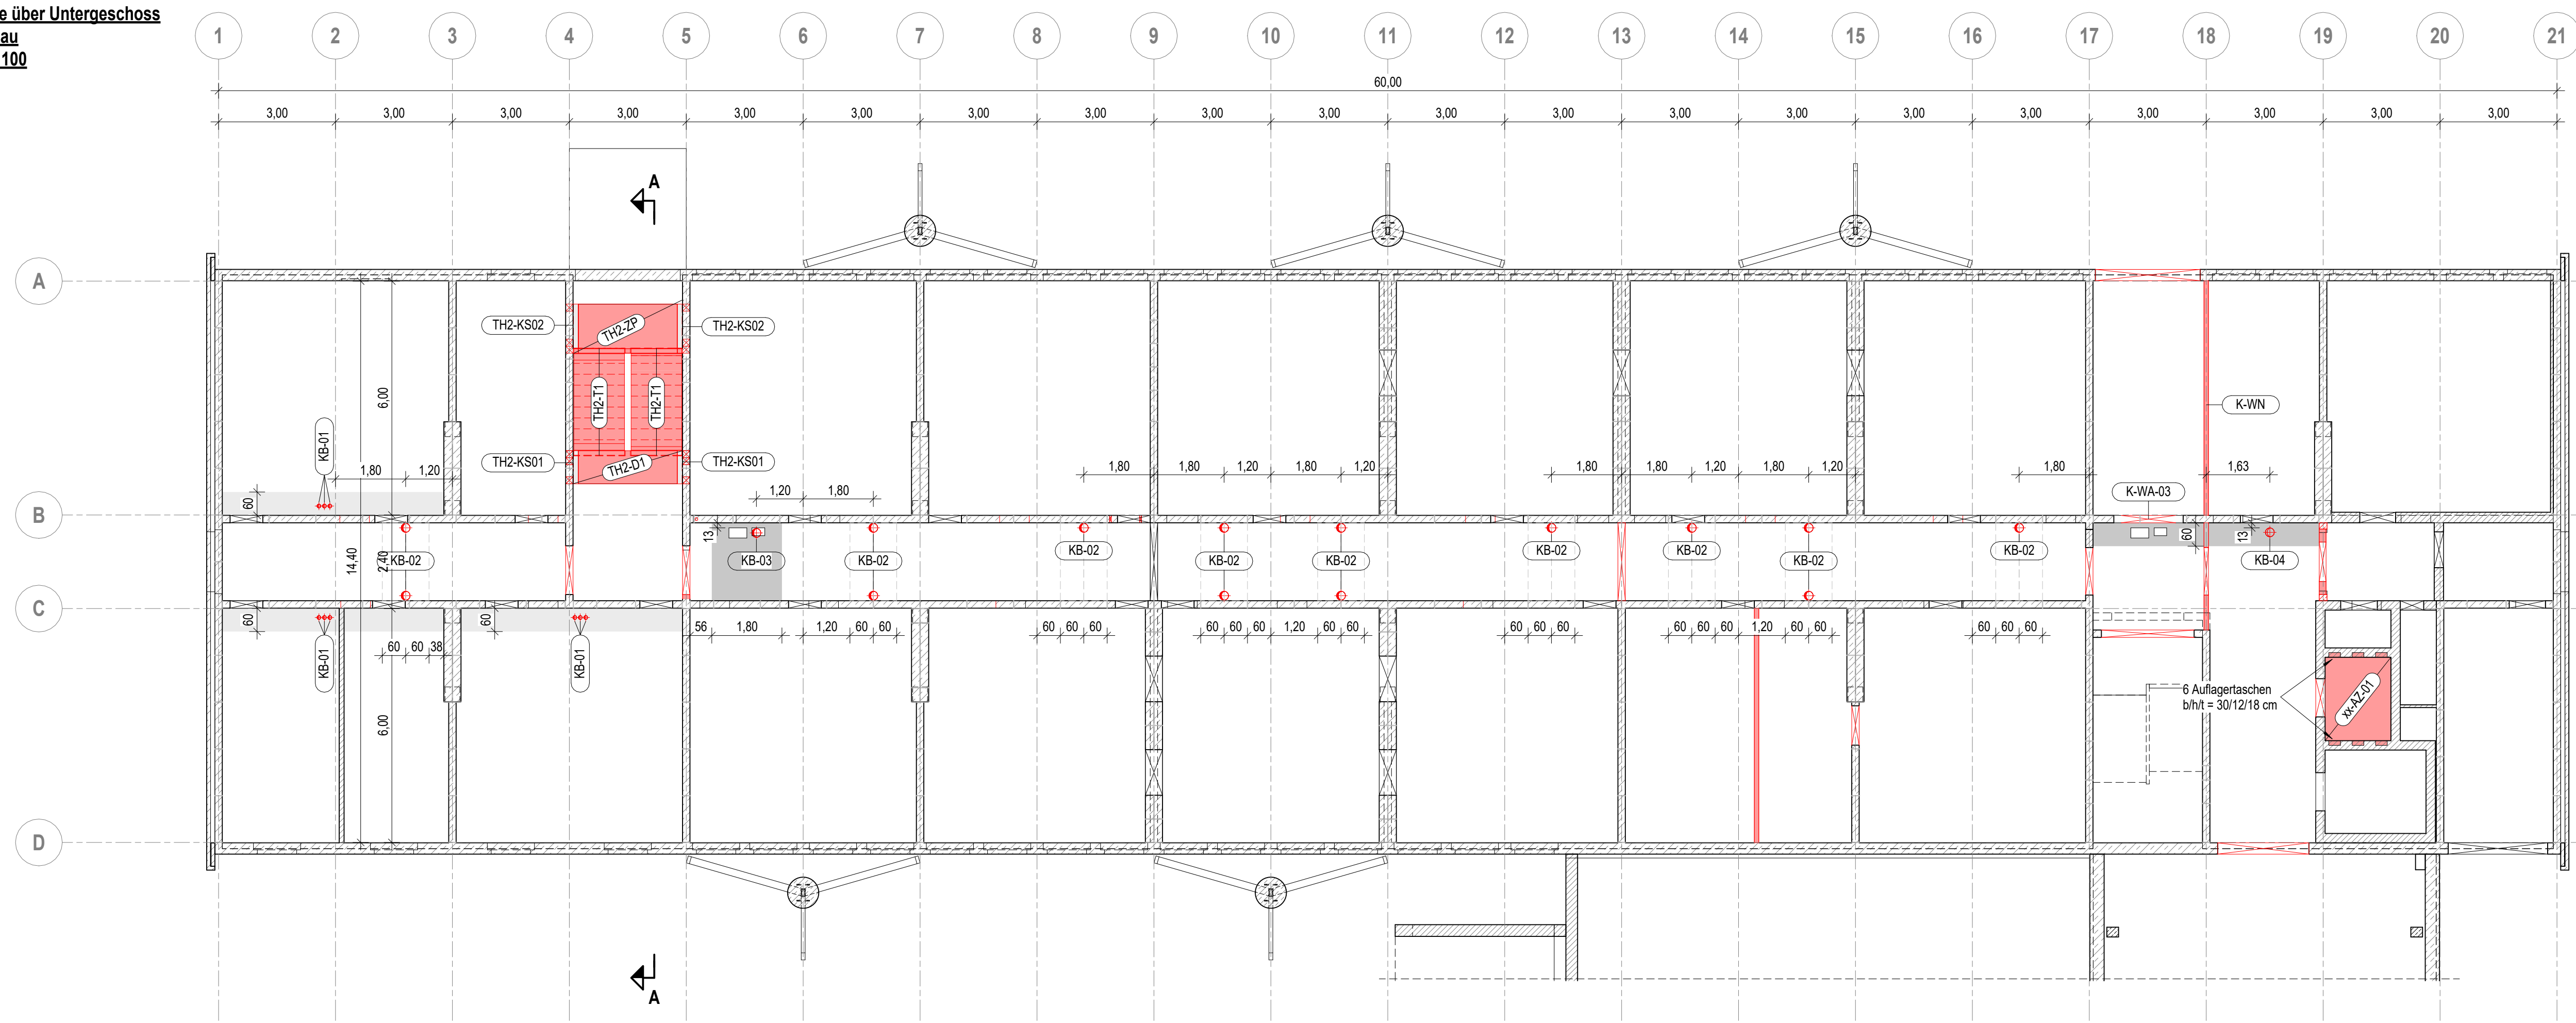 e über Untergeschoss
au
100
1 2 3 4 5 6 7 8 9 10 11 12 13 14 15 16 17 18 19 20 21
60,00
3,00 3,00 3,00 3,00 3,00 3,00 3,00 3,00 3,00 3,00 3,00 3,00 3,00 3,00 3,00 3,00 3,00 3,00 3,00 3,00
A
A
TH2-KS02
TH2-ZP
TH2-KS02
6,00
TH2-T1
TH2-T1
K-WN
KB-01
TH2-KS01
TH2-D1
TH2-KS01
1,80 1,20
1,80 1,80 1,20 1,80 1,20
1,80 1,80 1,20 1,80 1,20
1,80
1,63
1,20 1,80
K-WA-03
60
B
13
60
13
14,40
2,40
KB-02
KB-03
KB-02
KB-02
KB-02
KB-02
KB-02
KB-02
KB-02
KB-02
KB-04
C
60
60
56 1,80 1,20 60 60
60 60 60
60 60 60 1,20 60 60
60 60 60
60 60 60 1,20 60 60
60 60 60
60 60 38
KB-01
KB-01
6,00
6 Auflagertaschen
b/h/t = 30/12/18 cm
xx-AZ-01
D
A